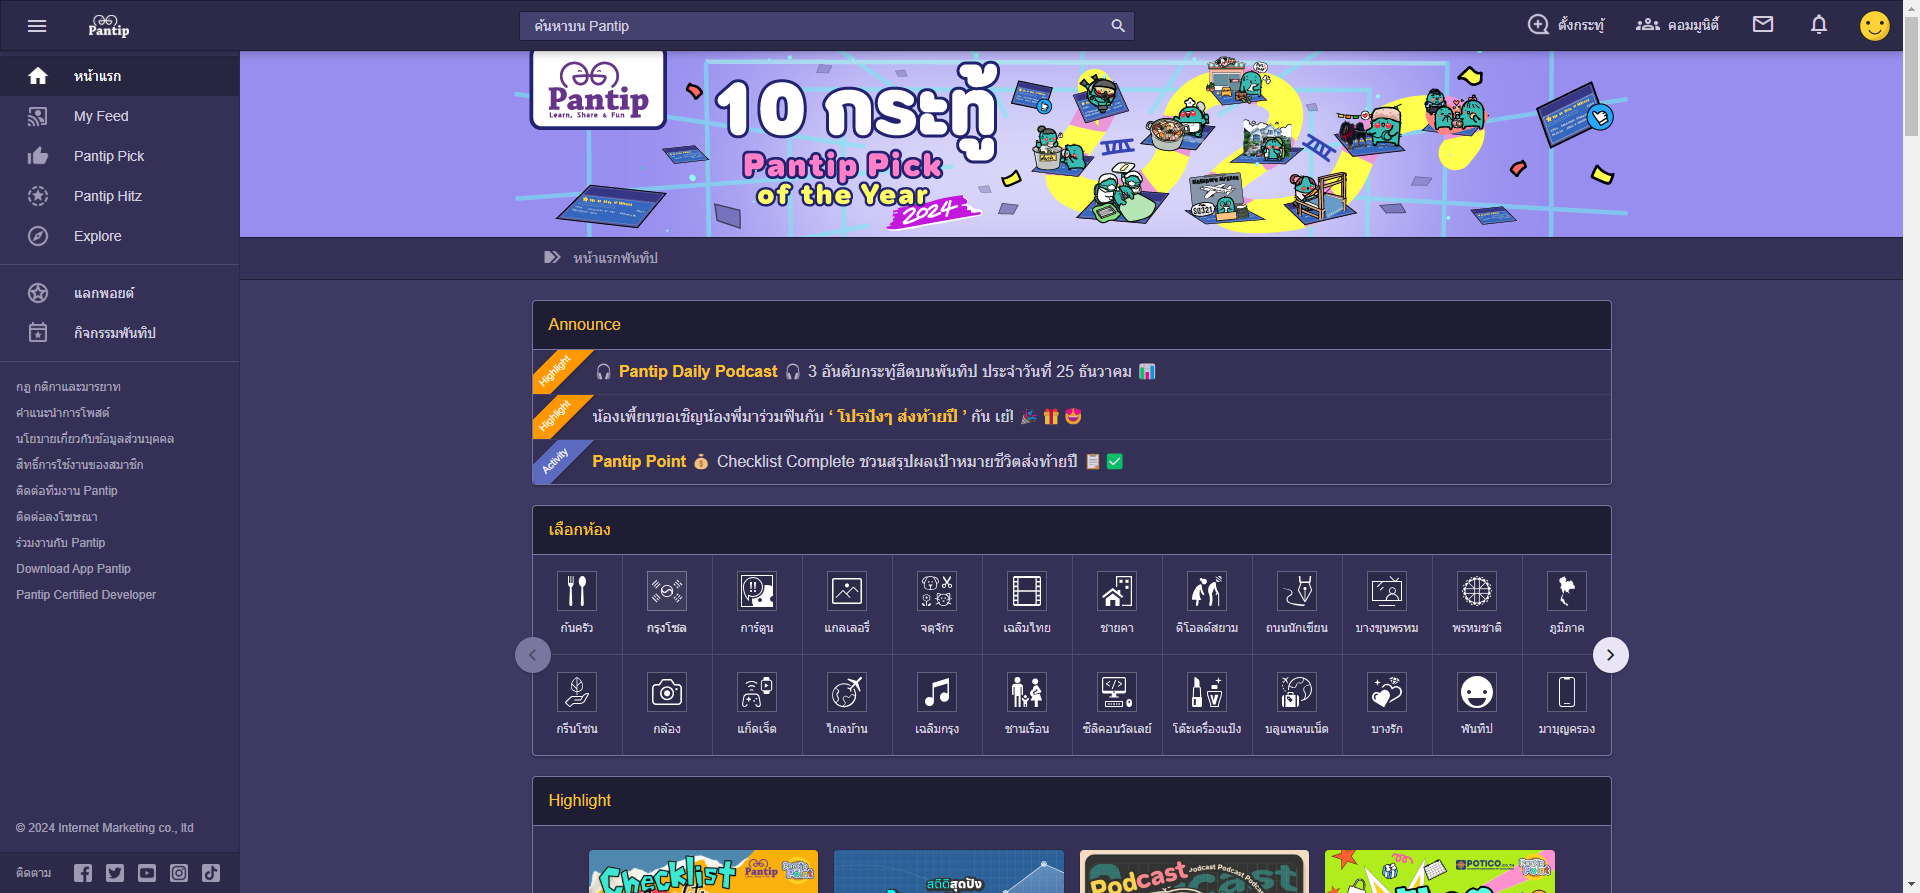 Pantip
ค้นหาบน Pantip
ตั้งกระทู้
คอมมูนิตี้
หน้าแรก
My Feed
Pantip Pick
Pantip Hitz
Explore
แลกพอยต์
กิจกรรมพันทิป
กฎ กติกาและมารยาท
คำแนะนำการโพสต์
นโยบายเกี่ยวกับข้อมูลส่วนบุคคล
สิทธิ์การใช้งานของสมาชิก
ติดต่อทีมงาน Pantip
ติดต่อลงโฆษณา
ร่วมงานกับ Pantip
Download App Pantip
Pantip Certified Developer
© 2024 Internet Marketing co., ltd
ติดตาม
Pantip
Learn, Share & Fun
10 กระทู้
Pantip Pick
of the Year
2024
Singapore Airlines
SQ321
หน้าแรกพันทิป
Announce
Highlight 🎧 Pantip Daily Podcast 🎧 3 อันดับกระทู้ฮิตบนพันทิป ประจำวันที่ 25 ธันวาคม 📊
Highlight น้องเพี้ยนขอเชิญน้องพี่มาร่วมฟินกับ ‘ โปรปังๆ ส่งท้ายปี ’ กัน เย้! 🎉 🎁 😍
Activity Pantip Point 💰 Checklist Complete ชวนสรุปผลเป้าหมายชีวิตส่งท้ายปี 📋 ✅
เลือกห้อง
ก้นครัว กรุงโซล การ์ตูน แกลเลอรี่ จตุจักร เฉลิมไทย ชายคา ดิโอลด์สยาม ถนนนักเขียน บางขุนพรหม พรหมชาติ ภูมิภาค
กรีนโซน กล้อง แก็ดเจ็ต ไกลบ้าน เฉลิมกรุง ชานเรือน ซิลิคอนวัลเลย์ โต๊ะเครื่องแป้ง บลูแพลนเน็ต บางรัก พันทิป มาบุญครอง
Highlight
Checklist
Pantip
Pantip Point
สถิติสุดปัง
Podcast
Podcast Podcast
POTICO.CO.TH
Pantip Point